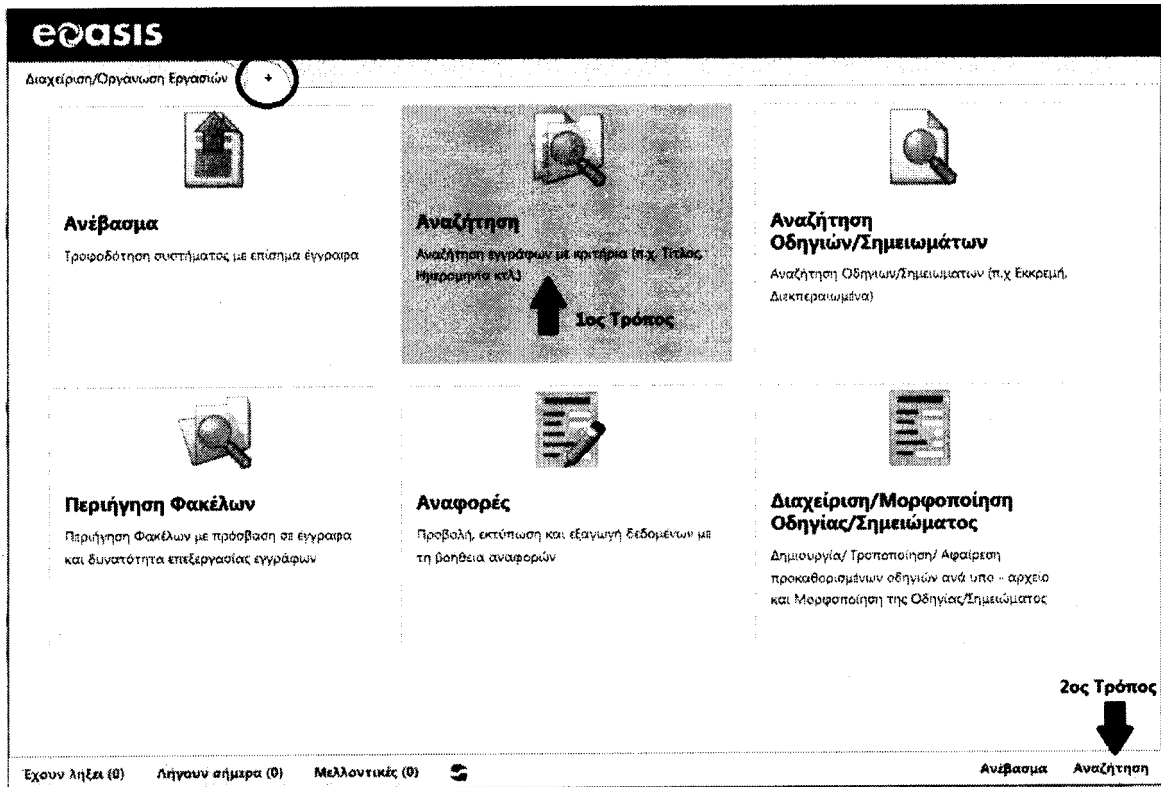 eoasis
Διαχείριση/Οργάνωση Εργασιών +
Ανέβασμα
Τροφοδότηση συστήματος με επίσημα έγγραφα
Αναζήτηση
Αναζήτηση εγγράφων με κριτήρια (π.χ. Τίτλος,
Ημερομηνία κτλ)
1ος Τρόπος
Αναζήτηση
Οδηγιών/Σημειωμάτων
Αναζήτηση Οδηγιων/Σημειωματων (π.χ Εκκρεμή,
Διεκπεραιωμένα)
Περιήγηση Φακέλων
Περιήγηση Φακέλων με πρόσβαση σε έγγραφα
και δυνατότητα επεξεργασίας εγγράφων
Αναφορές
Προβολή, εκτύπωση και εξαγωγή δεδομένων με
τη βοήθεια αναφορών
Διαχείριση/Μορφοποίηση
Οδηγίας/Σημειώματος
Δημιουργία/ Τροποποίηση/ Αφαίρεση
προκαθορισμένων οδηγιών ανά υπο - αρχείο
και Μορφοποίηση της Οδηγίας/Σημειώματος
2ος Τρόπος
Έχουν λήξει (0) Λήγουν σήμερα (0) Μελλοντικές (0) Ανέβασμα Αναζήτηση